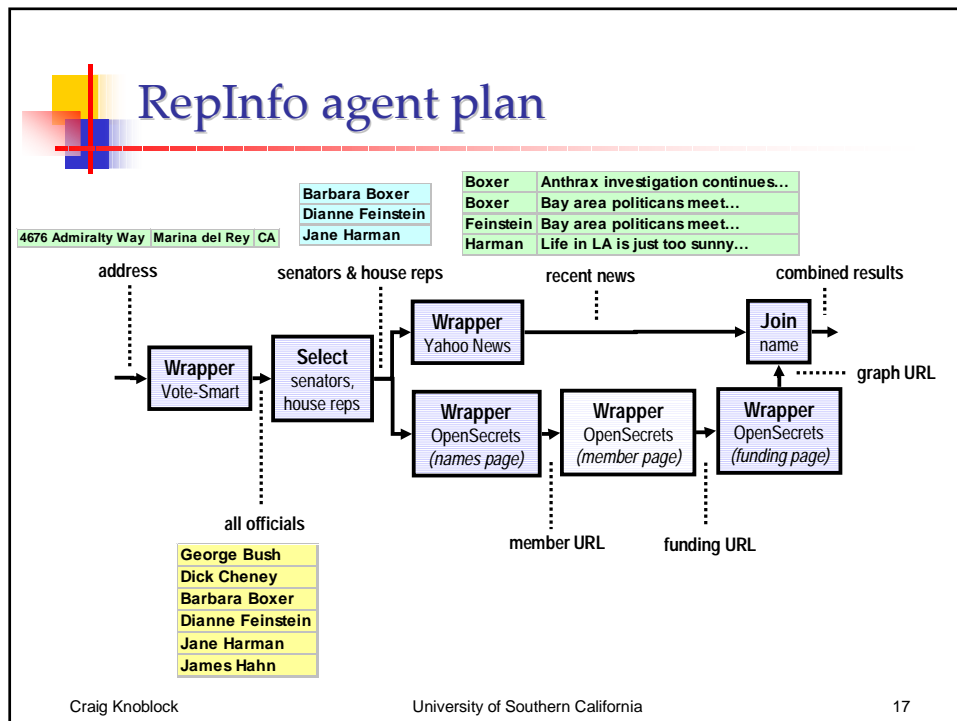 RepInfo agent plan
Barbara Boxer
Dianne Feinstein
Jane Harman
Boxer Anthrax investigation continues…
Boxer Bay area politicans meet…
Feinstein Bay area politicans meet…
Harman Life in LA is just too sunny…
4676 Admiralty Way Marina del Rey CA
address
senators & house reps
recent news
combined results
Wrapper
Vote-Smart
Select
senators,
house reps
Wrapper
Yahoo News
Join
name
graph URL
Wrapper
OpenSecrets
(names page)
Wrapper
OpenSecrets
(member page)
Wrapper
OpenSecrets
(funding page)
all officials
member URL
funding URL
George Bush
Dick Cheney
Barbara Boxer
Dianne Feinstein
Jane Harman
James Hahn
Craig Knoblock University of Southern California 17